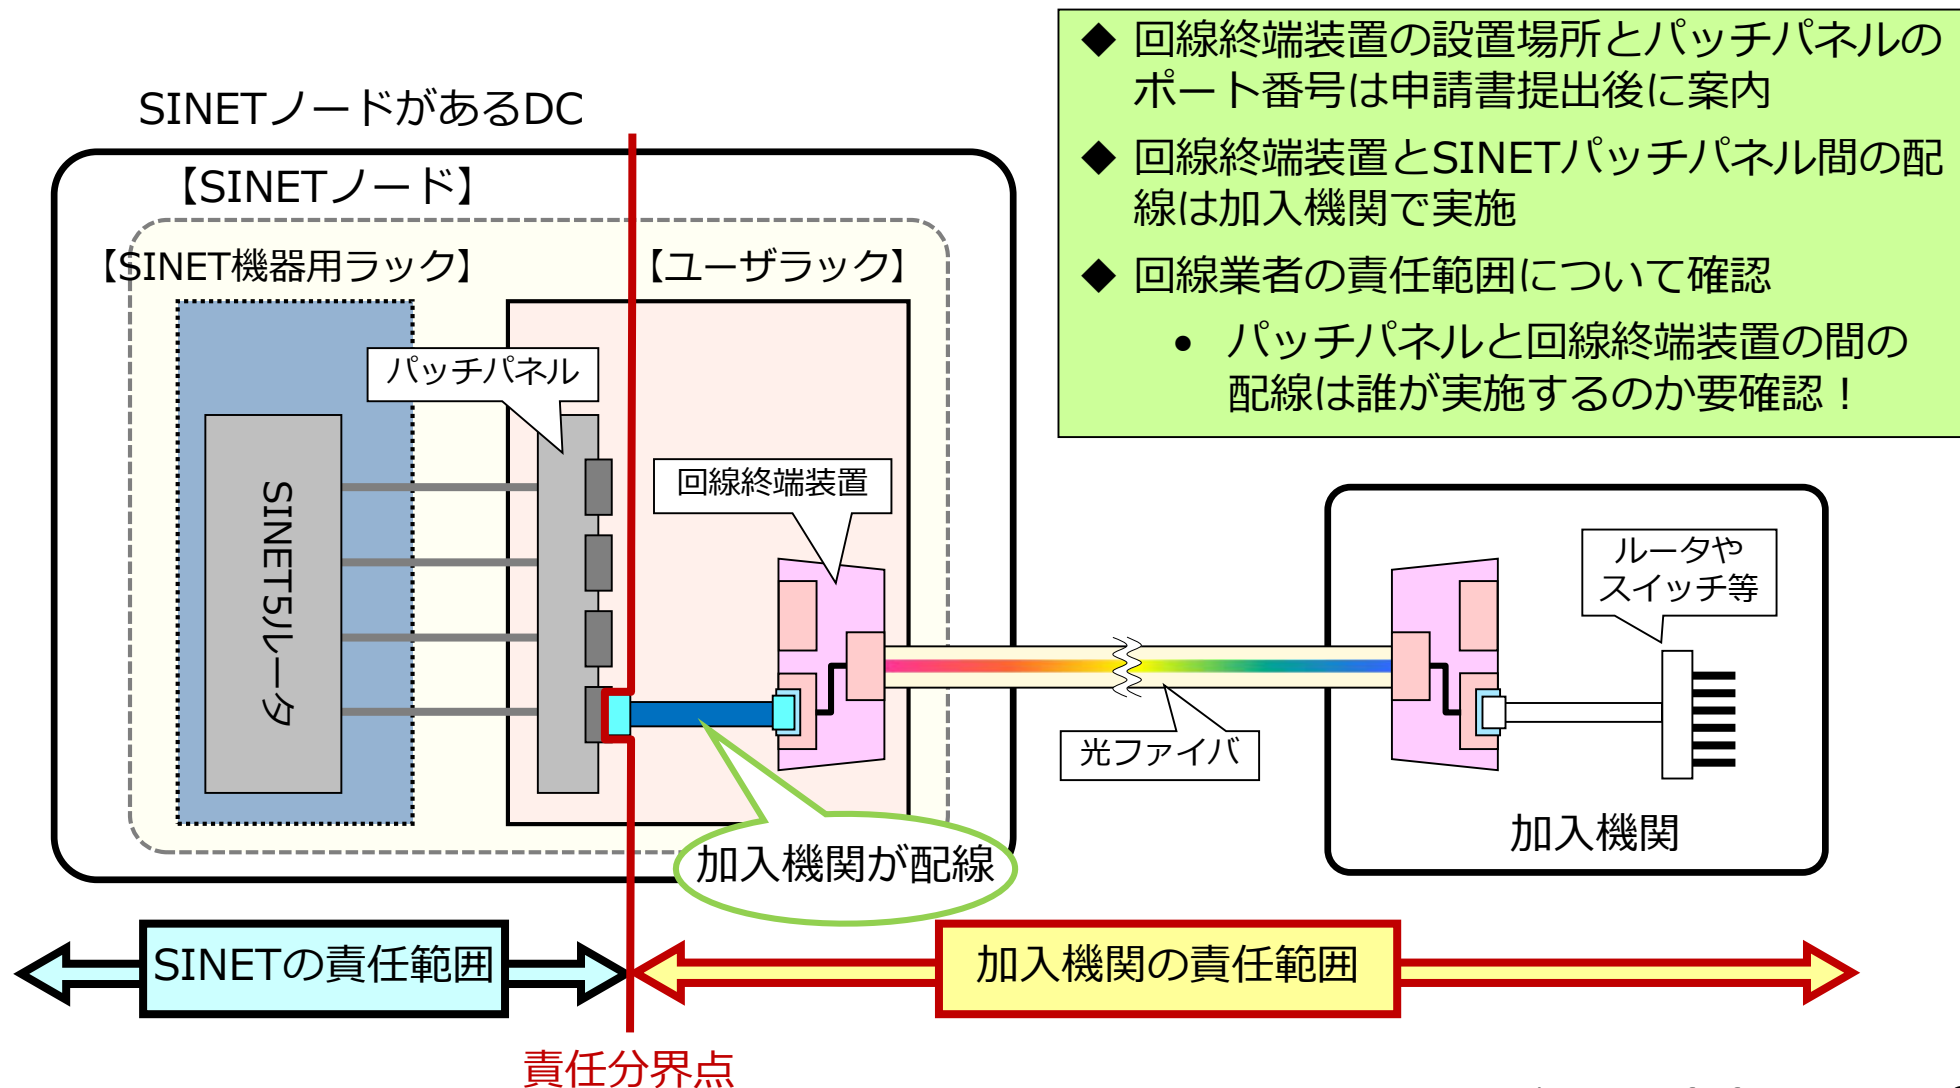 ◆ 回線終端装置の設置場所とパッチパネルの
ポート番号は申請書提出後に案内
◆ 回線終端装置とSINETパッチパネル間の配
線は加入機関で実施
◆ 回線業者の責任範囲について確認
• パッチパネルと回線終端装置の間の
配線は誰が実施するのか要確認！
SINETノードがあるDC
【SINETノード】
【SINET機器用ラック】
【ユーザラック】
パッチパネル
回線終端装置
SINET5ルータ
ルータや
スイッチ等
光ファイバ
加入機関が配線
加入機関
SINETの責任範囲
加入機関の責任範囲
責任分界点